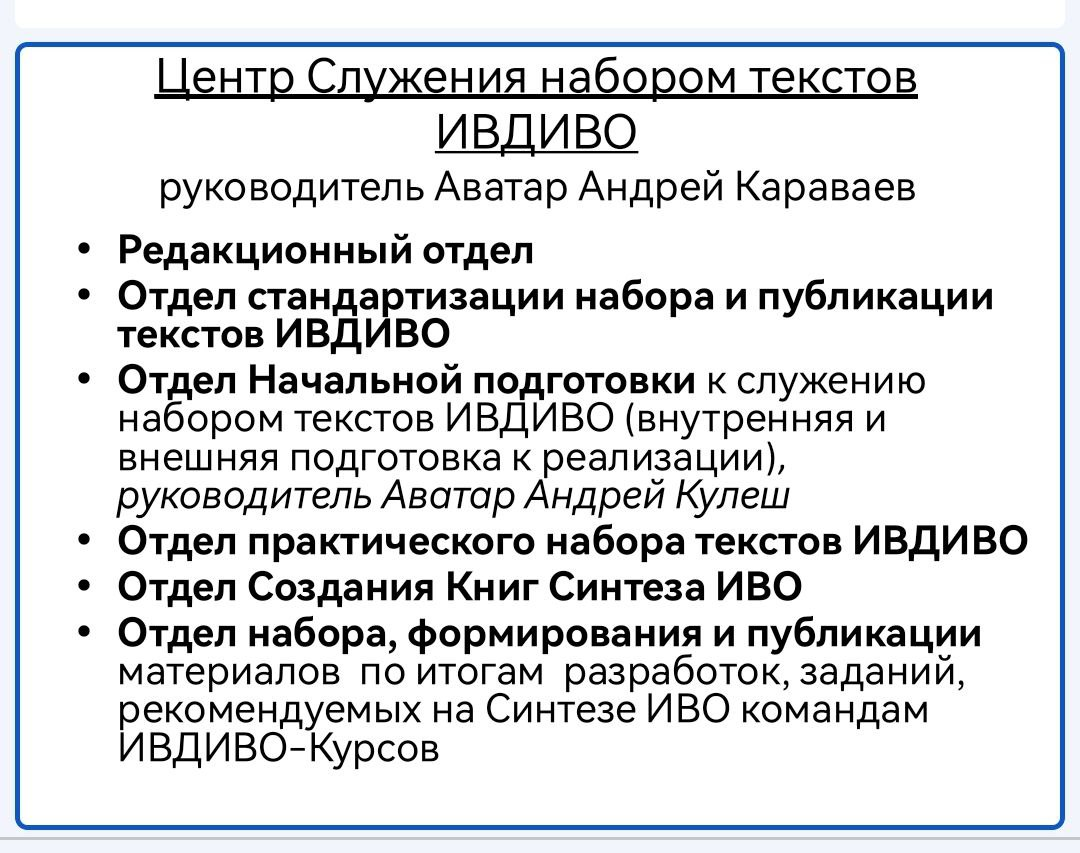 Центр Служения набором текстов
ИВДИВО
руководитель Аватар Андрей Караваев
• Редакционный отдел
• Отдел стандартизации набора и публикации
текстов ИВДИВО
• Отдел Начальной подготовки к служению
набором текстов ИВДИВО (внутренняя и
внешняя подготовка к реализации),
руководитель Аватар Андрей Кулеш
• Отдел практического набора текстов ИВДИВО
• Отдел Создания Книг Синтеза ИВО
• Отдел набора, формирования и публикации
материалов по итогам разработок, заданий,
рекомендуемых на Синтезе ИВО командам
ИВДИВО-Курсов